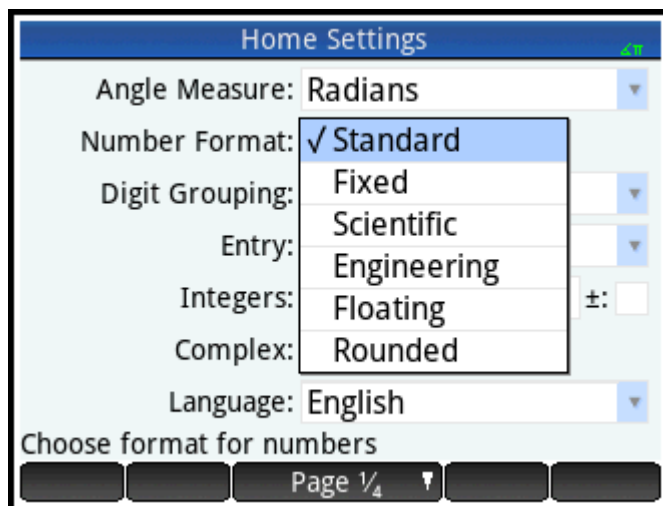 Home Settings
∠π
Angle Measure: Radians
Number Format: √ Standard
Fixed
Digit Grouping:
Scientific
Entry:
Engineering
Integers:
Floating
±:
Complex:
Rounded
Language: English
Choose format for numbers
Page 1/4